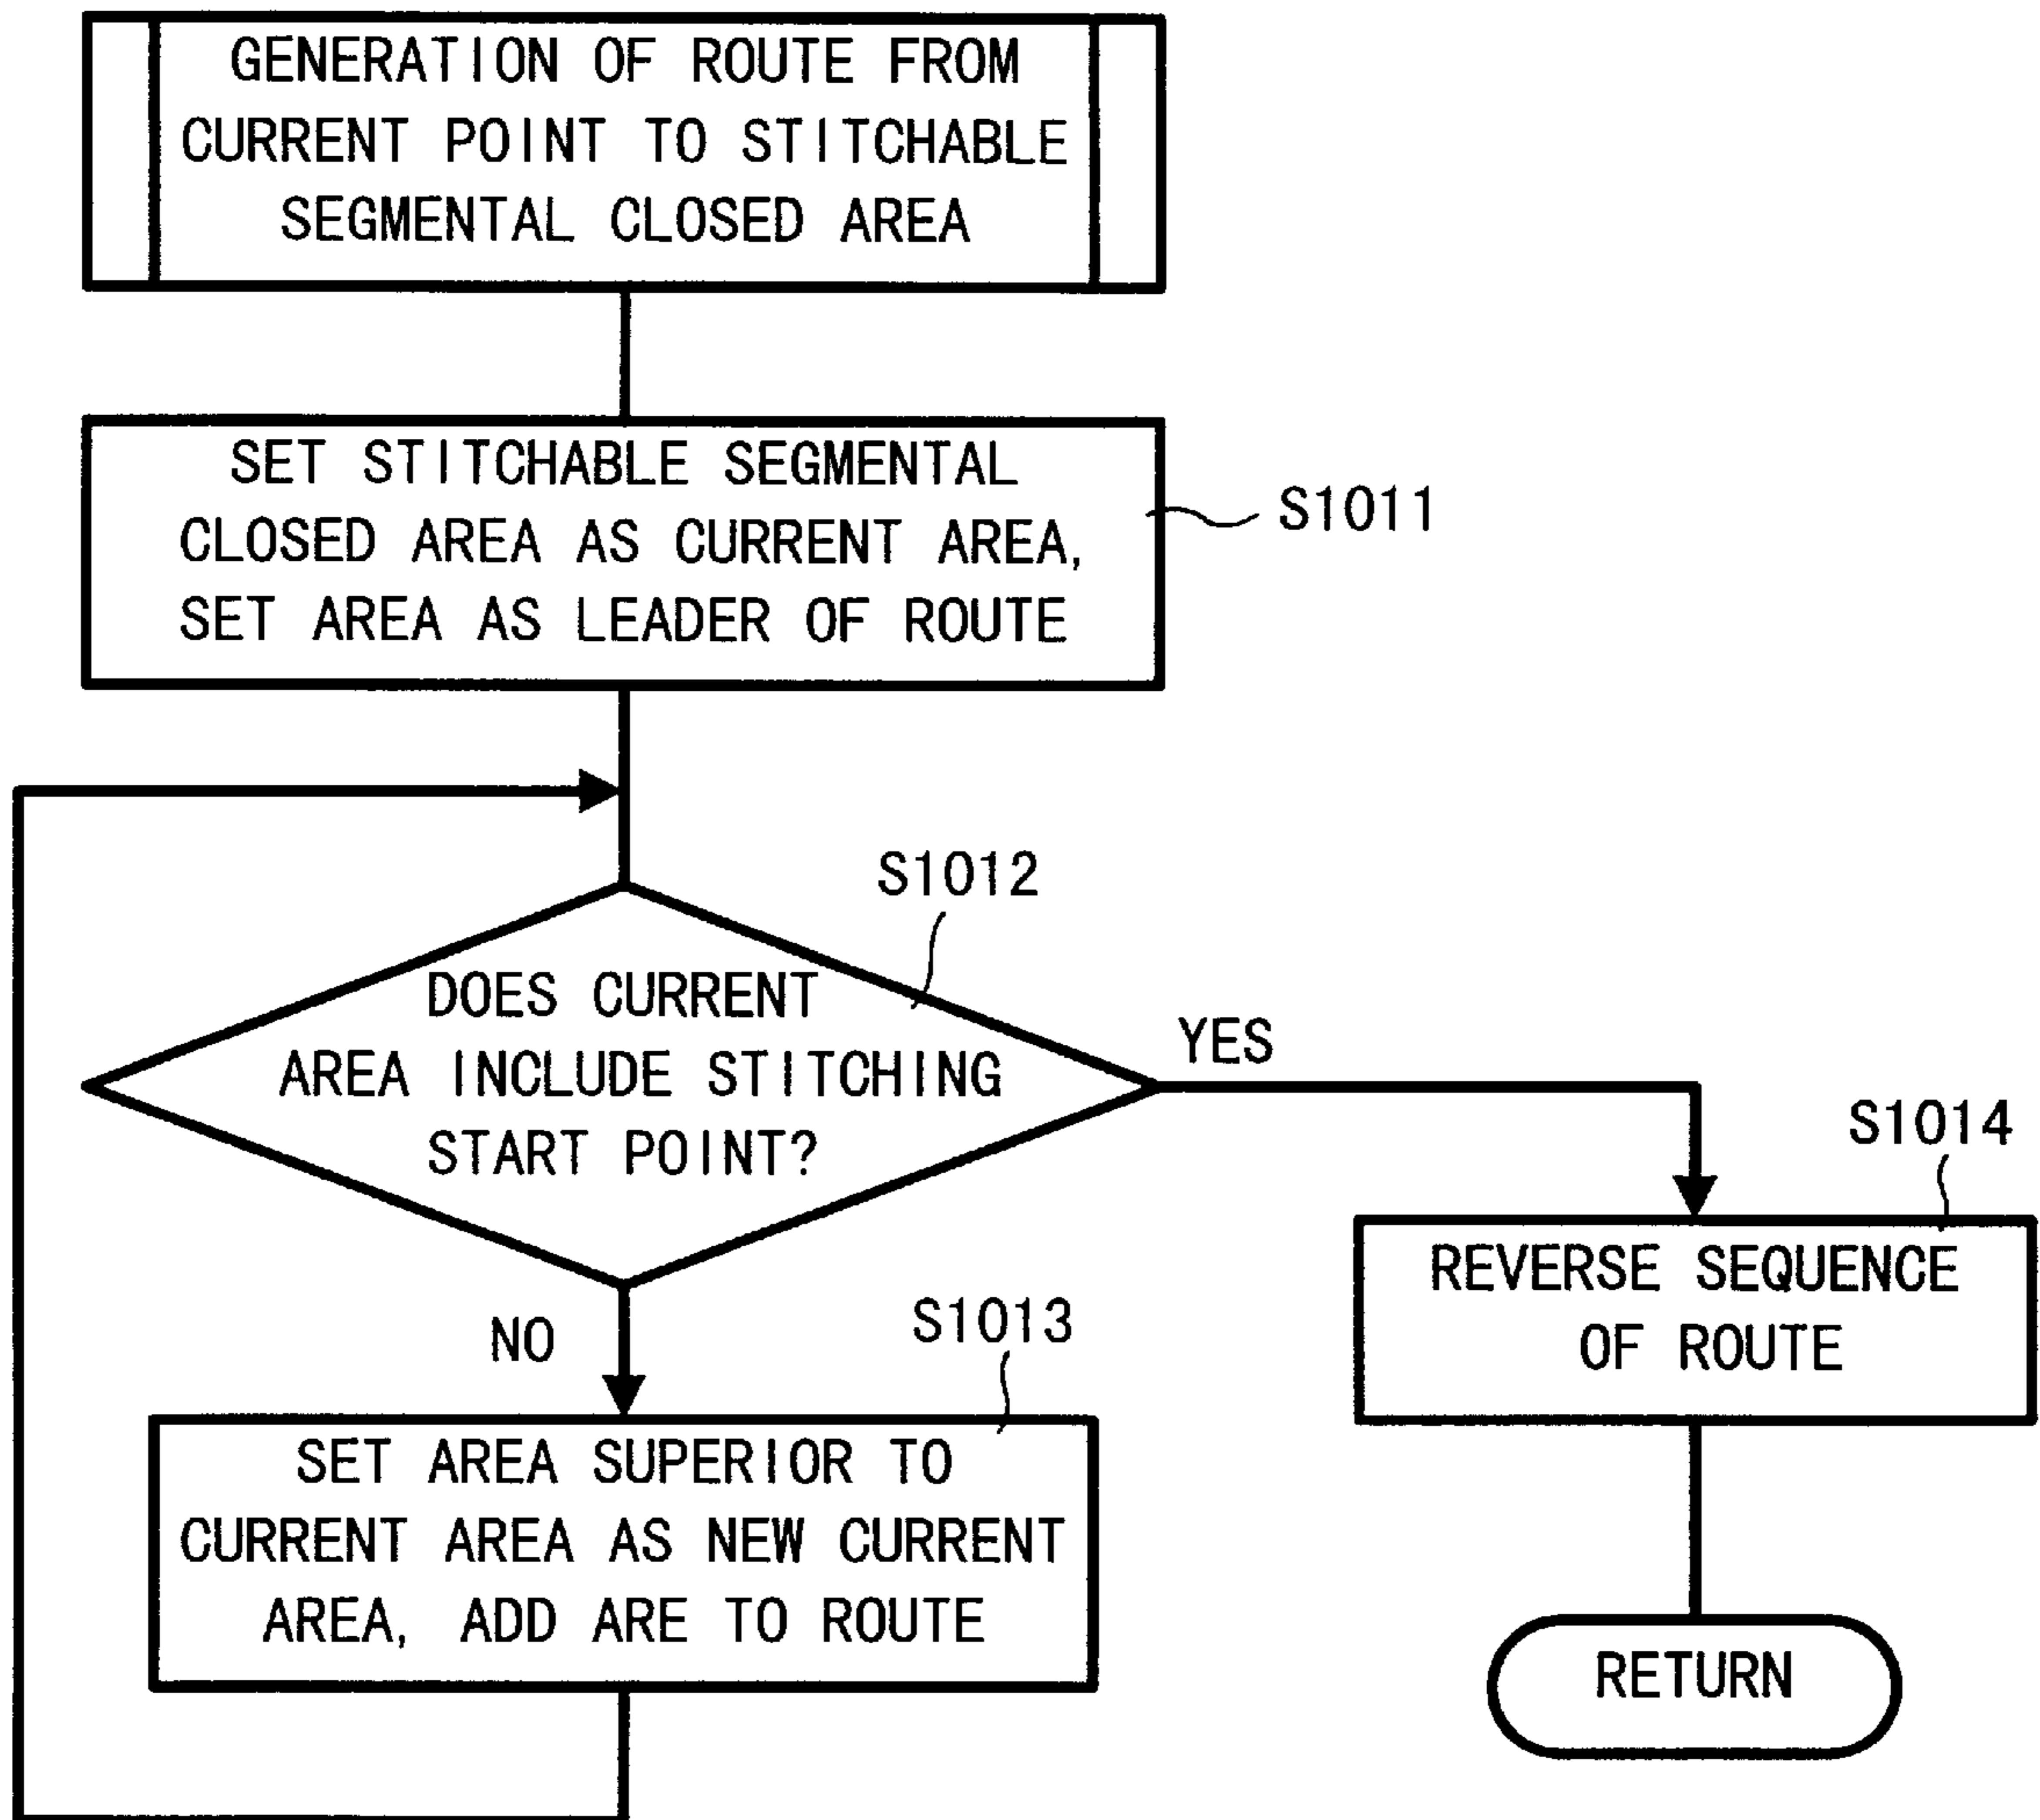 GENERATION OF ROUTE FROM
CURRENT POINT TO STITCHABLE
SEGMENTAL CLOSED AREA
SET STITCHABLE SEGMENTAL
CLOSED AREA AS CURRENT AREA,
SET AREA AS LEADER OF ROUTE
S1011
S1012
DOES CURRENT
AREA INCLUDE STITCHING
START POINT?
YES
NO
S1013
SET AREA SUPERIOR TO
CURRENT AREA AS NEW CURRENT
AREA, ADD ARE TO ROUTE
S1014
REVERSE SEQUENCE
OF ROUTE
RETURN